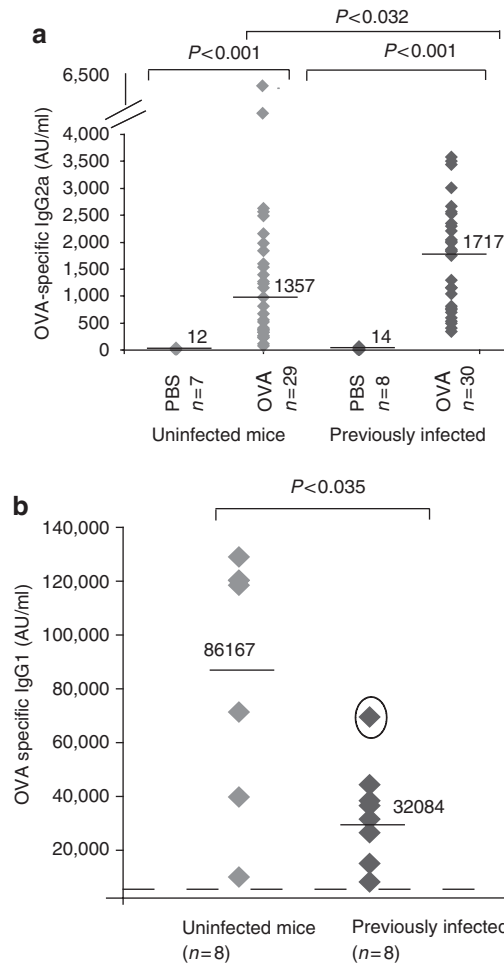 a
P<0.032
P<0.001
P<0.001
OVA-specific IgG2a (AU/ml)
6,500
4,000
3,500
3,000
2,500
2,000
1,500
1,000
500
0
12
1357
14
1717
PBS
n=7
OVA
n=29
PBS
n=8
OVA
n=30
Uninfected mice
Previously infected
b
P<0.035
OVA specific IgG1 (AU/ml)
140,000
120,000
100,000
80,000
60,000
40,000
20,000
86167
32084
Uninfected mice
(n=8)
Previously infected
(n=8)